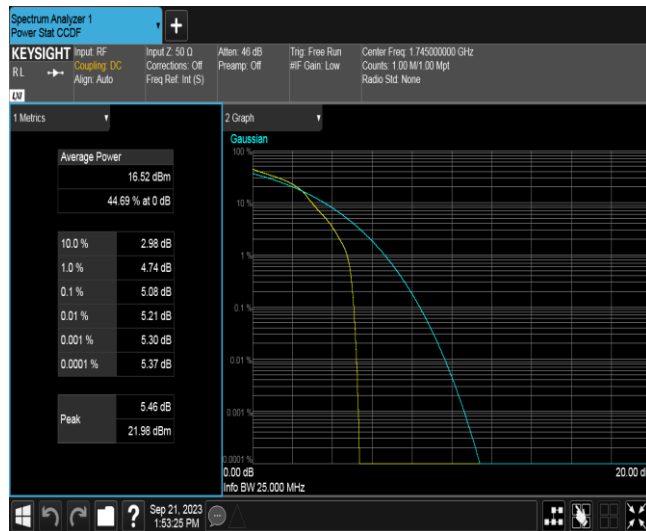 Spectrum Analyzer 1
Power Stat CCDF
+
KEYSIGHT
RL
LXI
Input: RF
Coupling: DC
Align: Auto
Input Z: 50 Ω
Corrections: Off
Freq Ref: Int (S)
Atten: 46 dB
Preamp: Off
Trig: Free Run
#IF Gain: Low
Center Freq: 1.745000000 GHz
Counts: 1.00 M/1.00 Mpt
Radio Std: None
1 Metrics
Average Power
16.52 dBm
44.69 % at 0 dB
10.0 % 2.98 dB
1.0 % 4.74 dB
0.1 % 5.08 dB
0.01 % 5.21 dB
0.001 % 5.30 dB
0.0001 % 5.37 dB
Peak
5.46 dB
21.98 dBm
2 Graph
Gaussian
100 %
10 %
1 %
0.1 %
0.01 %
0.001 %
0.0001 %
0.00 dB
20.00 d
Info BW 25.000 MHz
?
Sep 21, 2023
1:53:25 PM